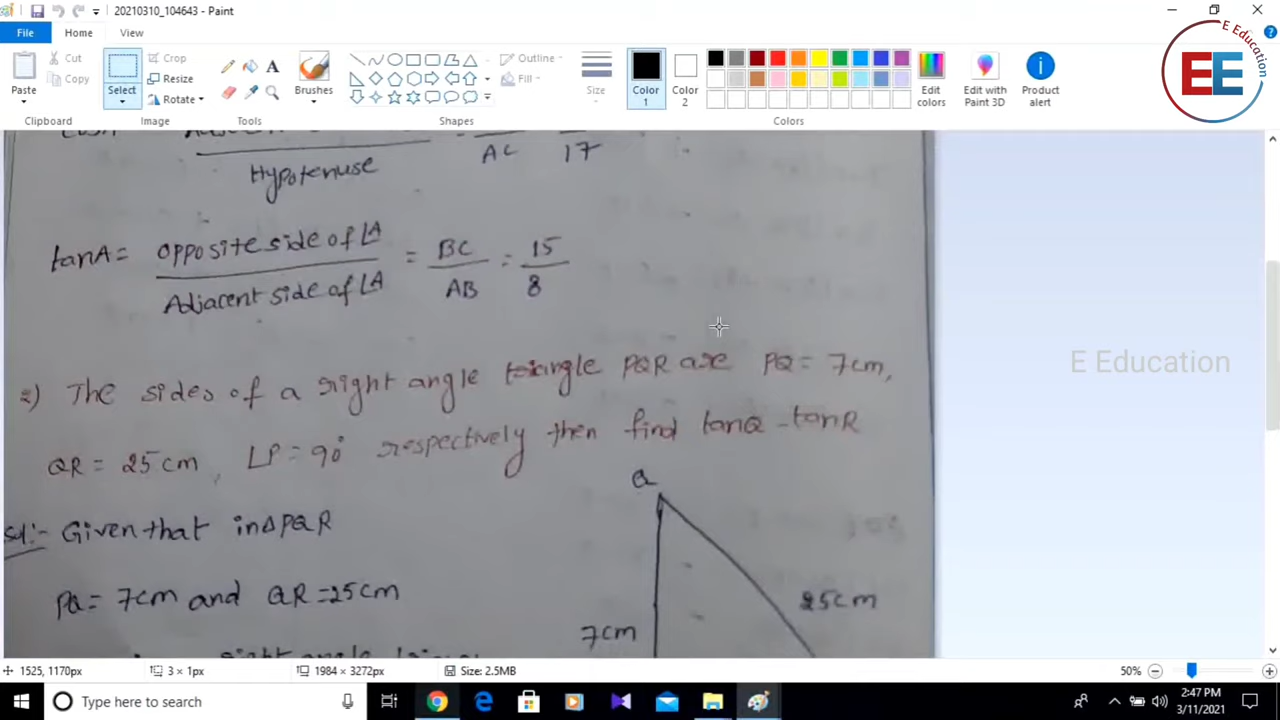 20210310_104643 - Paint
File Home View
Paste Cut Copy Select Crop Resize Rotate Brushes Outline Fill Size Color 1 Color 2 Edit colors Edit with Paint 3D Product alert
Clipboard Image Tools Shapes Colors
E Education
EE
AC 17
Hypotenuse
tanA = opposite side of ∠A = BC = 15
Adjacent side of ∠A AB 8
E Education
2) The sides of a right angle triangle PQR are PQ = 7cm,
QR = 25cm, ∠P = 90° respectively then find tanQ - tanR
Q
Sol:- Given that in Δ PQR
PQ = 7cm and QR = 25cm
25cm
7cm
right angle
1525, 1170px 3 × 1px 1984 × 3272px Size: 2.5MB 50%
Type here to search
2:47 PM
3/11/2021